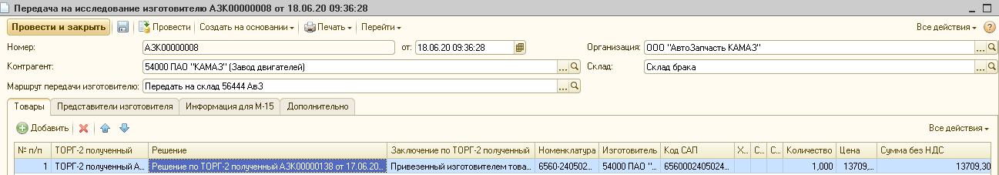 Передача на исследование изготовителю АЗК00000008 от 18.06.20 09:36:28
Провести и закрыть Провести Создать на основании Печать Перейти Все действия ?
Номер: АЗК00000008 от: 18.06.20 09:36:28 Организация: ООО "АвтоЗапчасть КАМАЗ"
Контрагент: 54000 ПАО "КАМАЗ" (Завод двигателей) ... Склад: Склад брака ...
Маршрут передачи изготовителю: Передать на склад 56444 АвЗ ...
Товары Представители изготовителя Информация для М-15 Дополнительно
Добавить Все действия
№ п/п ТОРГ-2 полученный Решение Заключение по ТОРГ-2 полученный Номенклатура Изготовитель Код САП Х... С... С... Количество Цена Сумма без НДС
1 ТОРГ-2 полученный А... Решение по ТОРГ-2 полученный АЗК00000138 от 17.06.20... Привезенный изготовителем това... 6560-240502... 54000 ПАО "... 6560002405024... 1,000 13709,... 13709,30